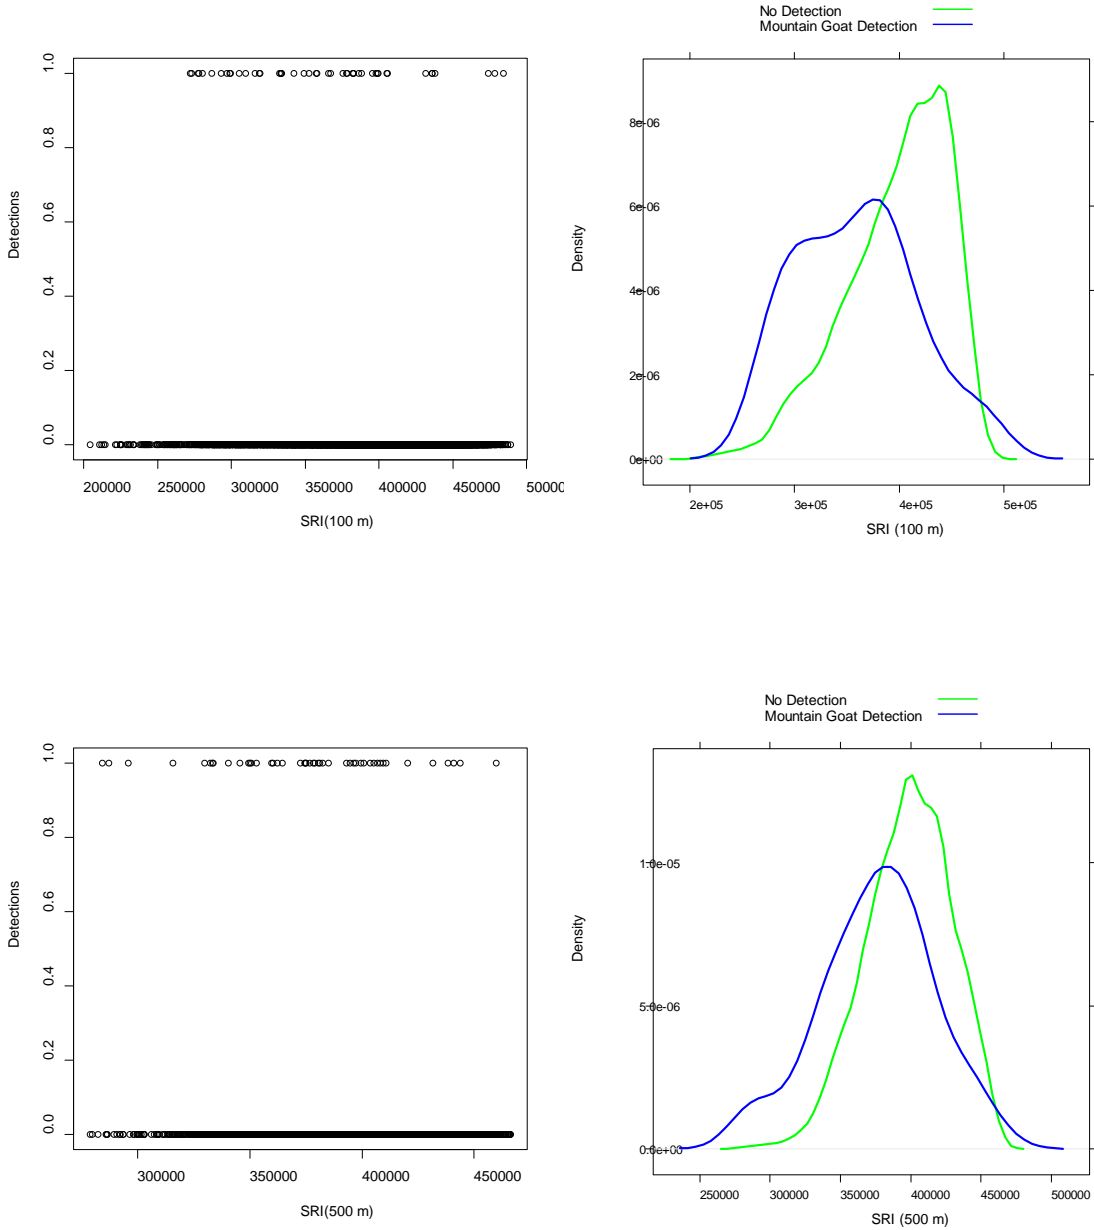 No Detection
Mountain Goat Detection
1.0
0.8
0.6
0.4
0.2
0.0
Detections
200000 250000 300000 350000 400000 450000 50000
SRI(100 m)
8e-06
6e-06
4e-06
2e-06
0e+00
Density
2e+05 3e+05 4e+05 5e+05
SRI (100 m)
No Detection
Mountain Goat Detection
1.0
0.8
0.6
0.4
0.2
0.0
Detections
300000 350000 400000 450000
SRI(500 m)
1.0e-05
5.0e-06
0.0e+00
Density
250000 300000 350000 400000 450000 500000
SRI (500 m)